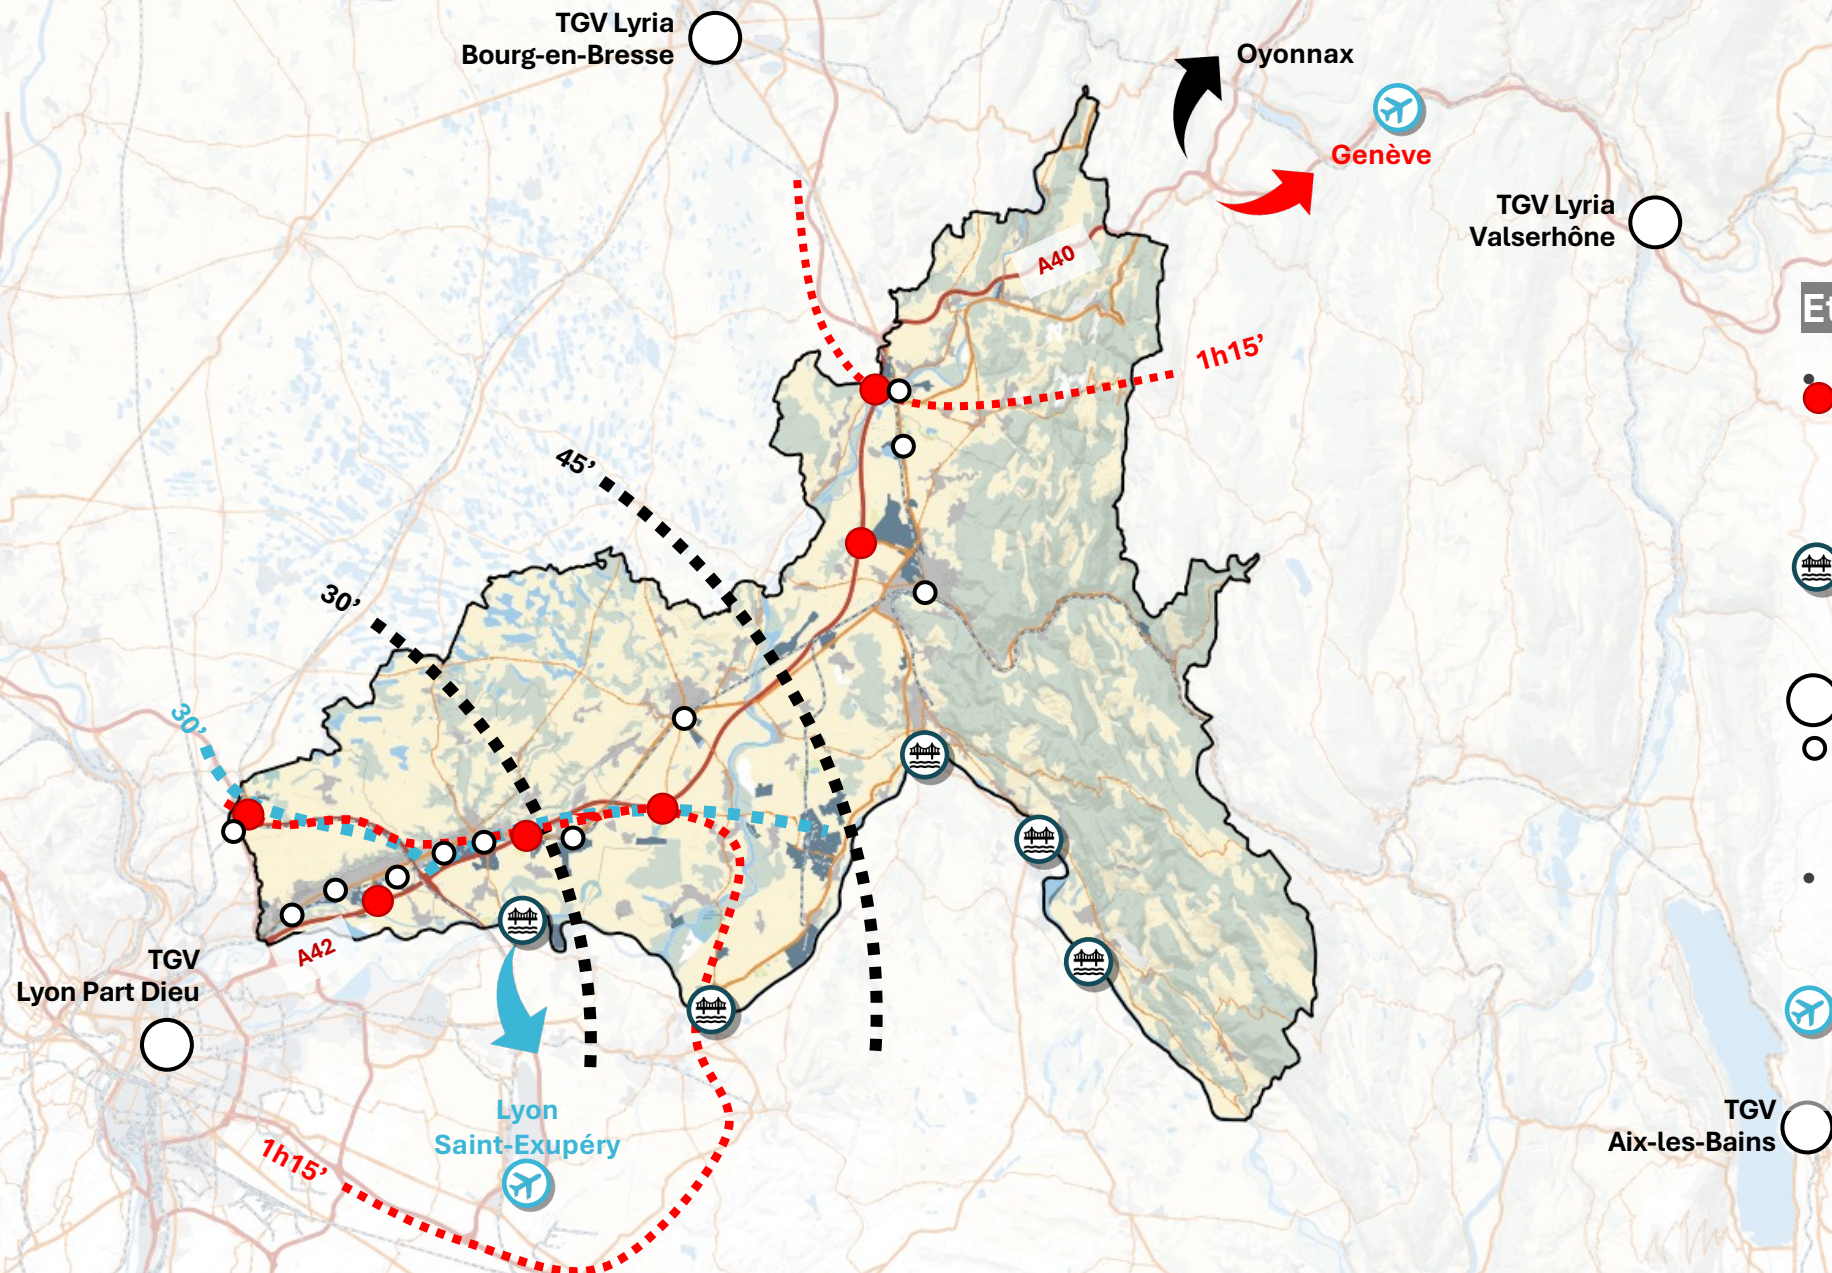 TGV Lyria
Bourg-en-Bresse
Oyonnax
Genève
TGV Lyria
Valserhône
A40
Et
1h15’
45’
30’
30’
A42
TGV
Lyon Part Dieu
Lyon
Saint-Exupéry
1h15’
TGV
Aix-les-Bains